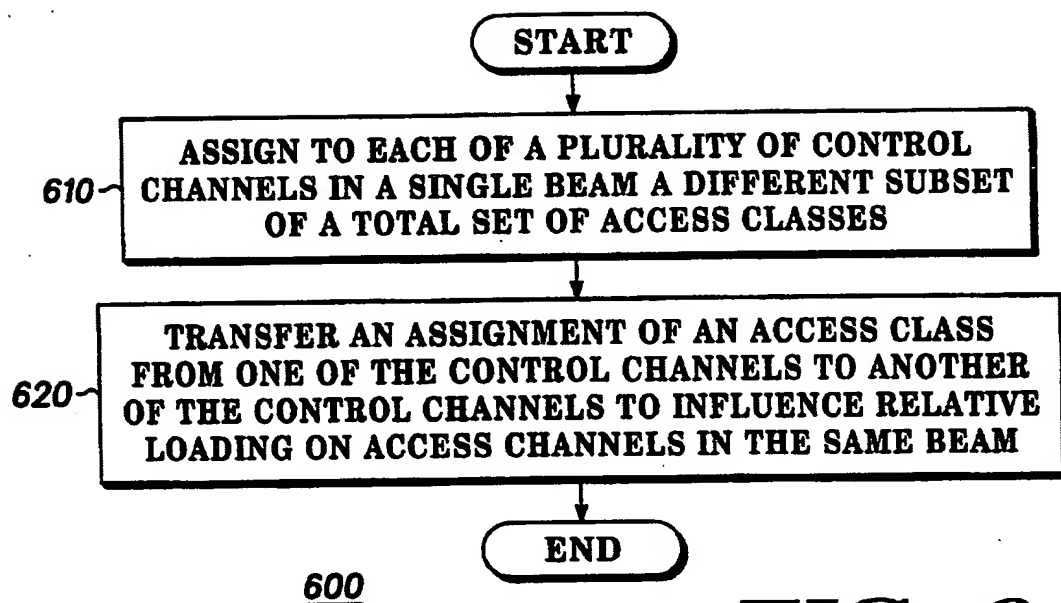 START
610
ASSIGN TO EACH OF A PLURALITY OF CONTROL
CHANNELS IN A SINGLE BEAM A DIFFERENT SUBSET
OF A TOTAL SET OF ACCESS CLASSES
620
TRANSFER AN ASSIGNMENT OF AN ACCESS CLASS
FROM ONE OF THE CONTROL CHANNELS TO ANOTHER
OF THE CONTROL CHANNELS TO INFLUENCE RELATIVE
LOADING ON ACCESS CHANNELS IN THE SAME BEAM
END
600